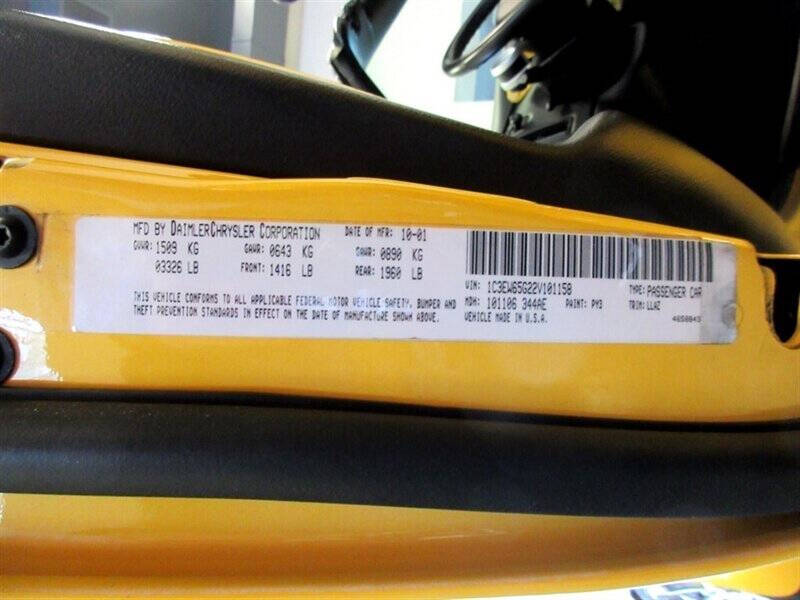 MFD BY DAIMLERCHRYSLER CORPORATION DATE OF MFR: 10-01
GVWR: 1509 KG GAWR: 0643 KG GAWR: 0890 KG
03326 LB FRONT: 1416 LB REAR: 1960 LB
THIS VEHICLE CONFORMS TO ALL APPLICABLE FEDERAL MOTOR VEHICLE SAFETY, BUMPER AND
THEFT PREVENTION STANDARDS IN EFFECT ON THE DATE OF MANUFACTURE SHOWN ABOVE.
VIN: 1C3EW65G22V101158 TYPE: PASSENGER CAR
MDH: 101106 344AE PAINT: PY3 TRIM: LLAZ
VEHICLE MADE IN U.S.A. 4658843